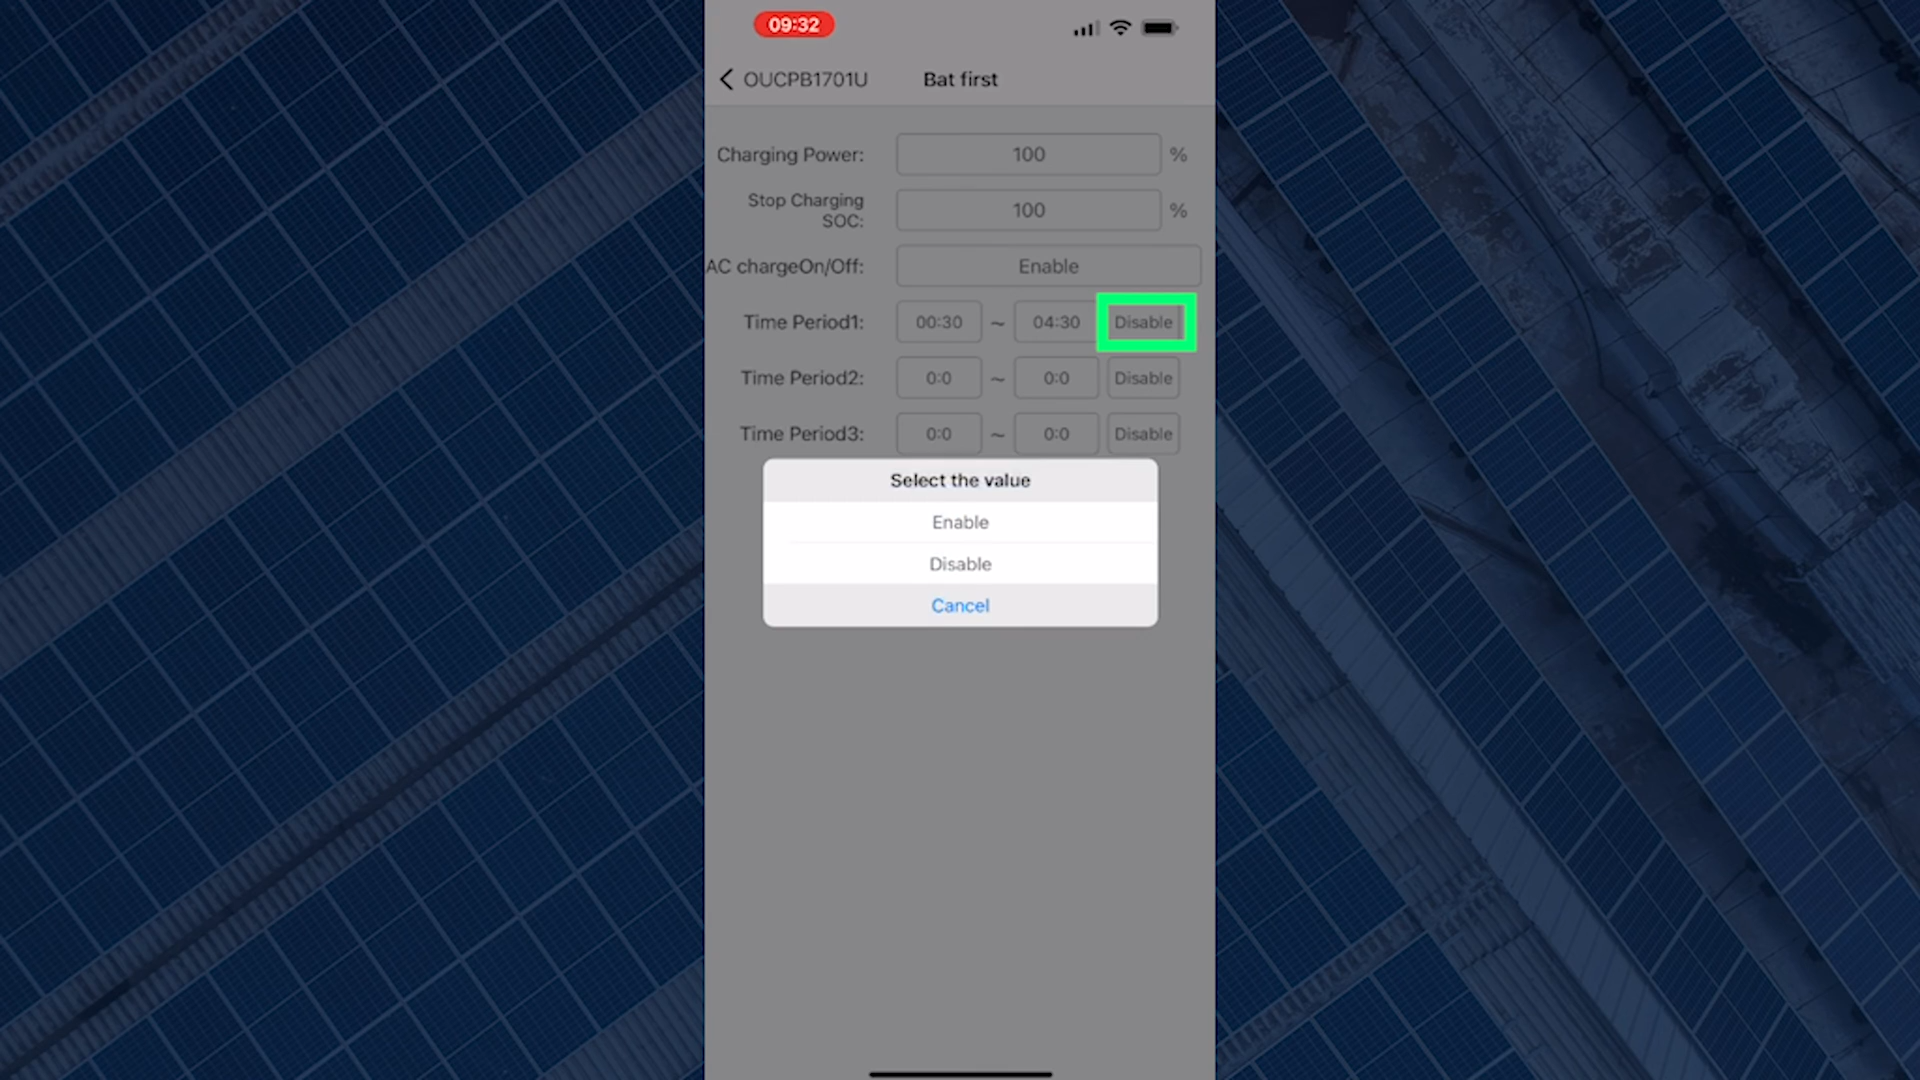 09:32
OUCPB1701U Bat first
Charging Power: 100 %
Stop Charging
SOC: 100 %
AC chargeOn/Off: Enable
Time Period1: 00:30 ~ 04:30 Disable
Time Period2: 0:0 ~ 0:0 Disable
Time Period3: 0:0 ~ 0:0 Disable
Select the value
Enable
Disable
Cancel